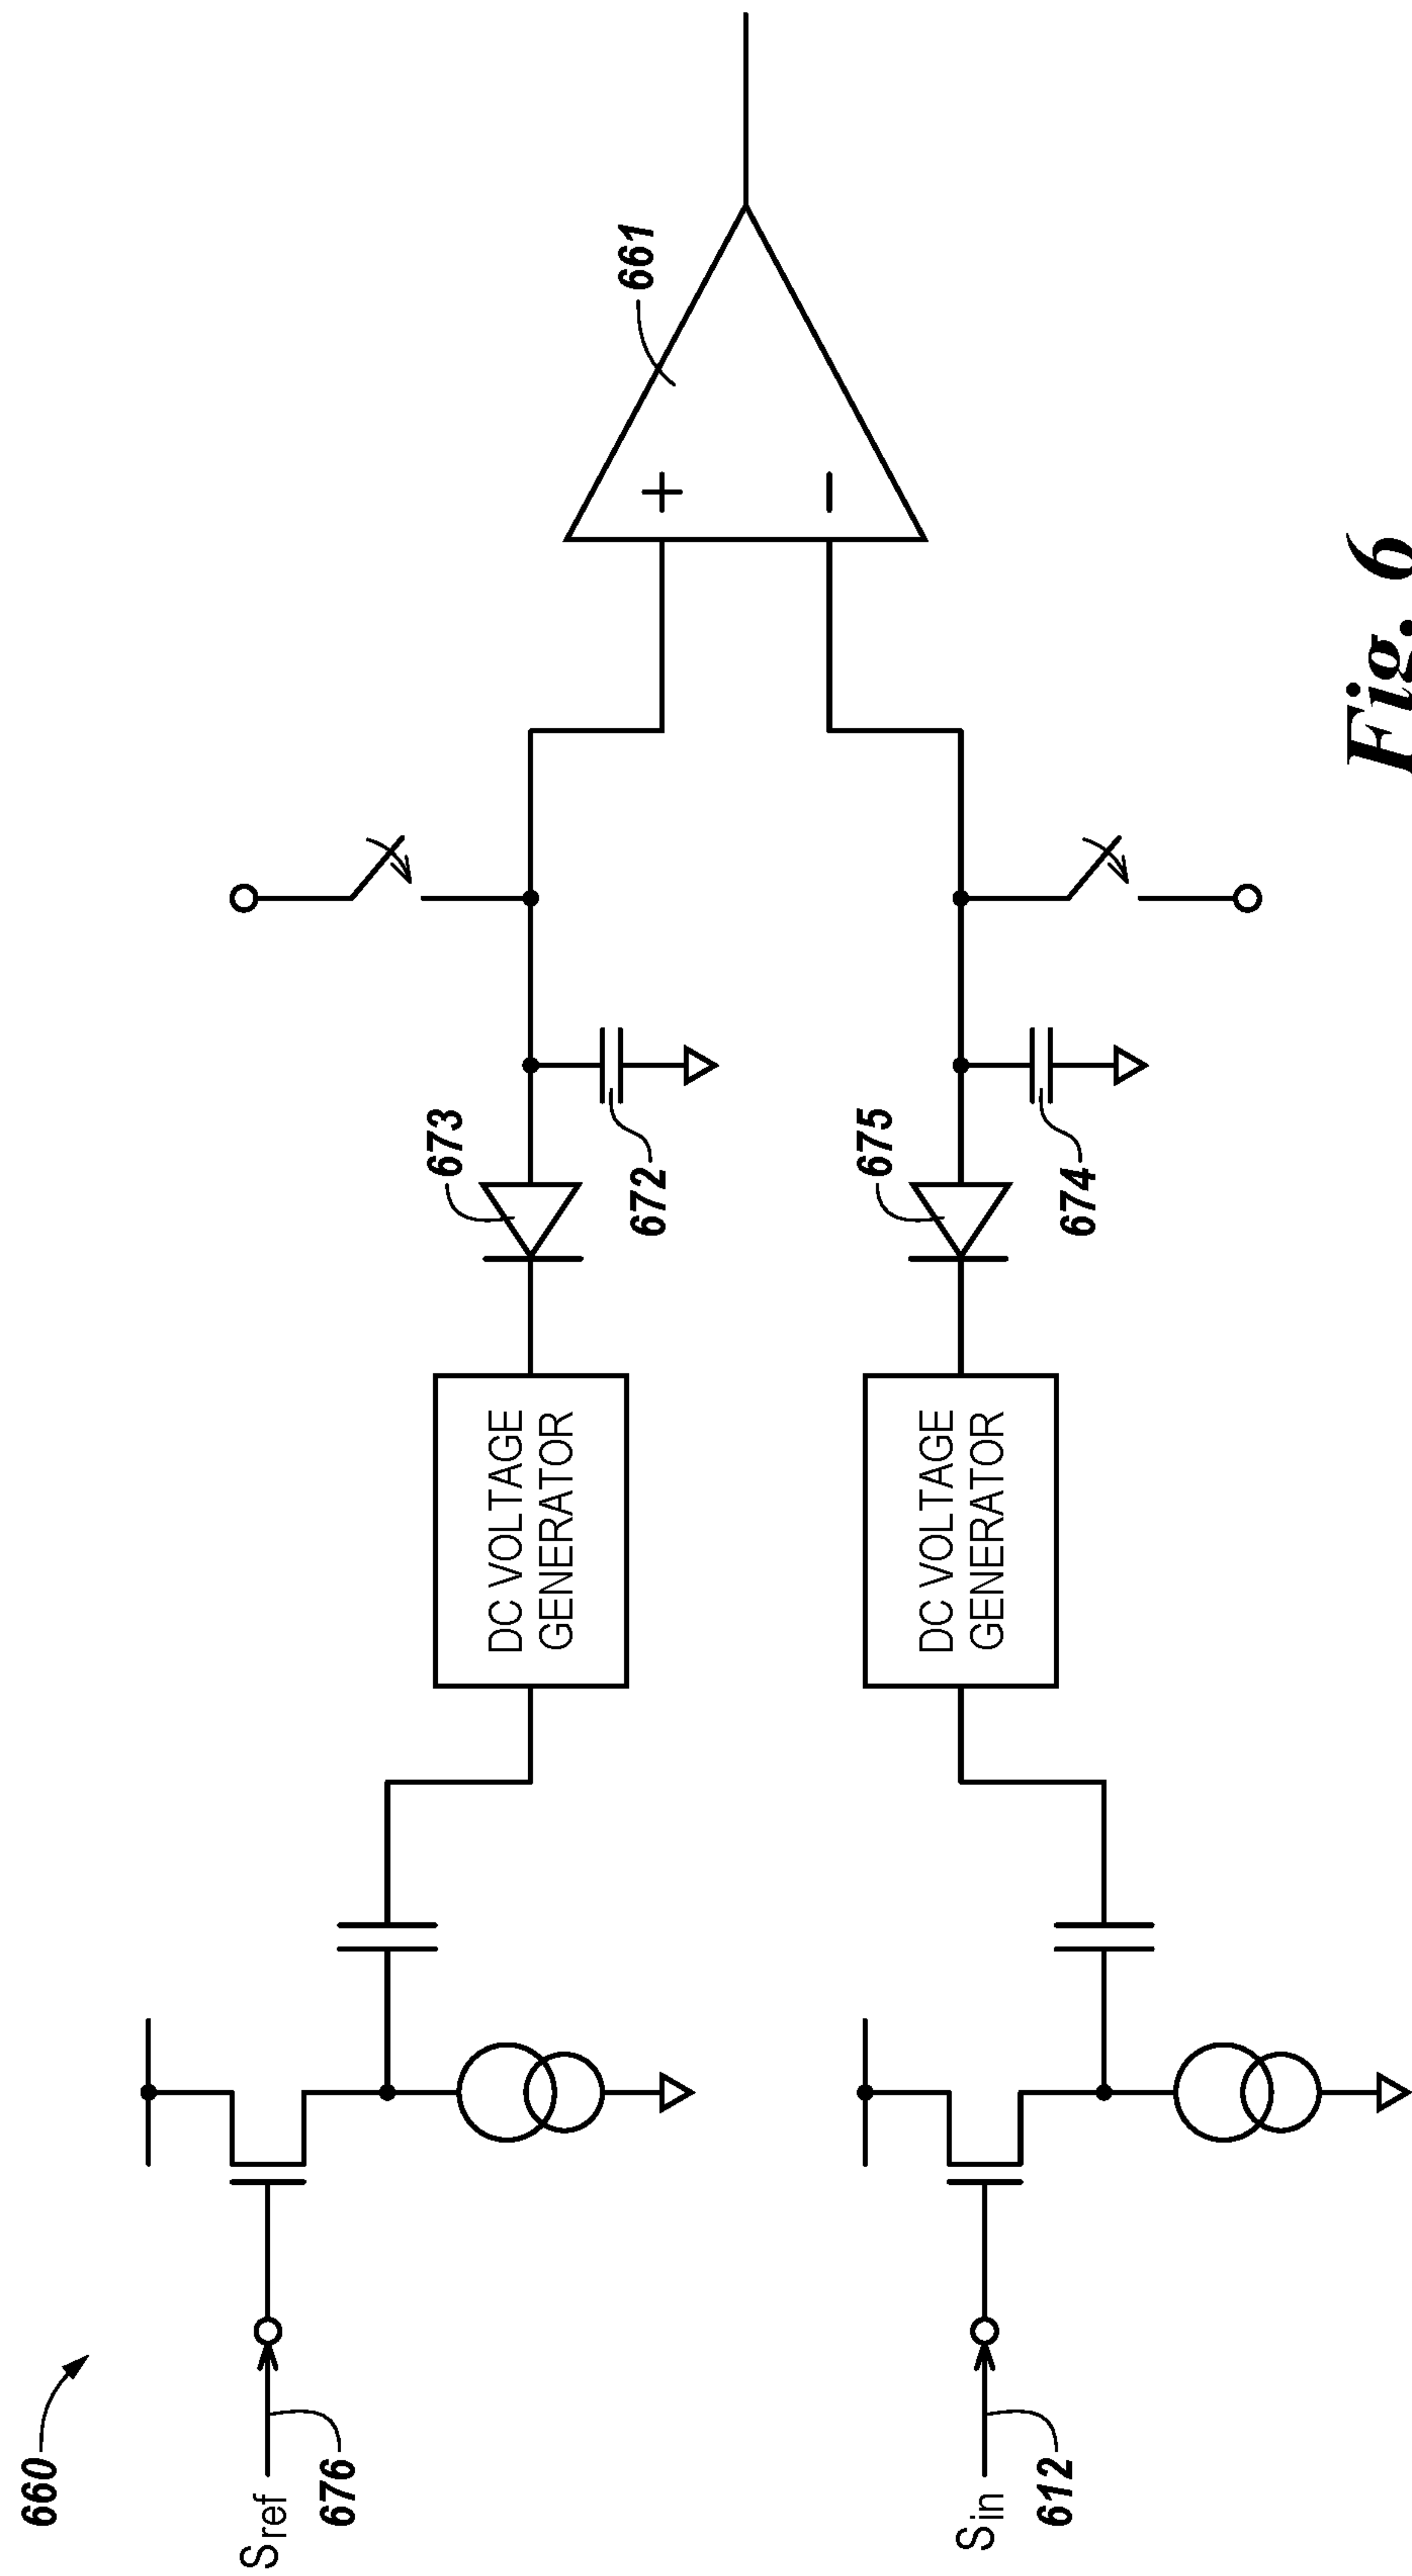 660
Sref
676
DC VOLTAGE
GENERATOR
673
672
+
−
661
Sin
612
DC VOLTAGE
GENERATOR
675
674
Fig. 6